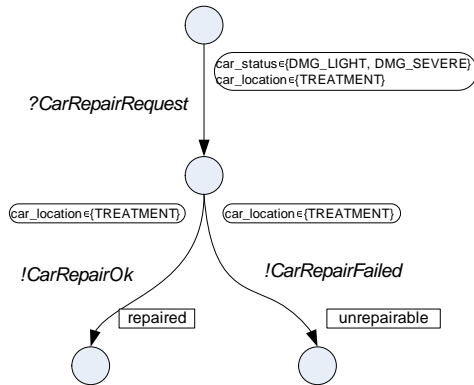 car_status∈{DMG_LIGHT, DMG_SEVERE}
car_location∈{TREATMENT}
?CarRepairRequest
car_location∈{TREATMENT}
car_location∈{TREATMENT}
!CarRepairOk
!CarRepairFailed
repaired
unrepairable